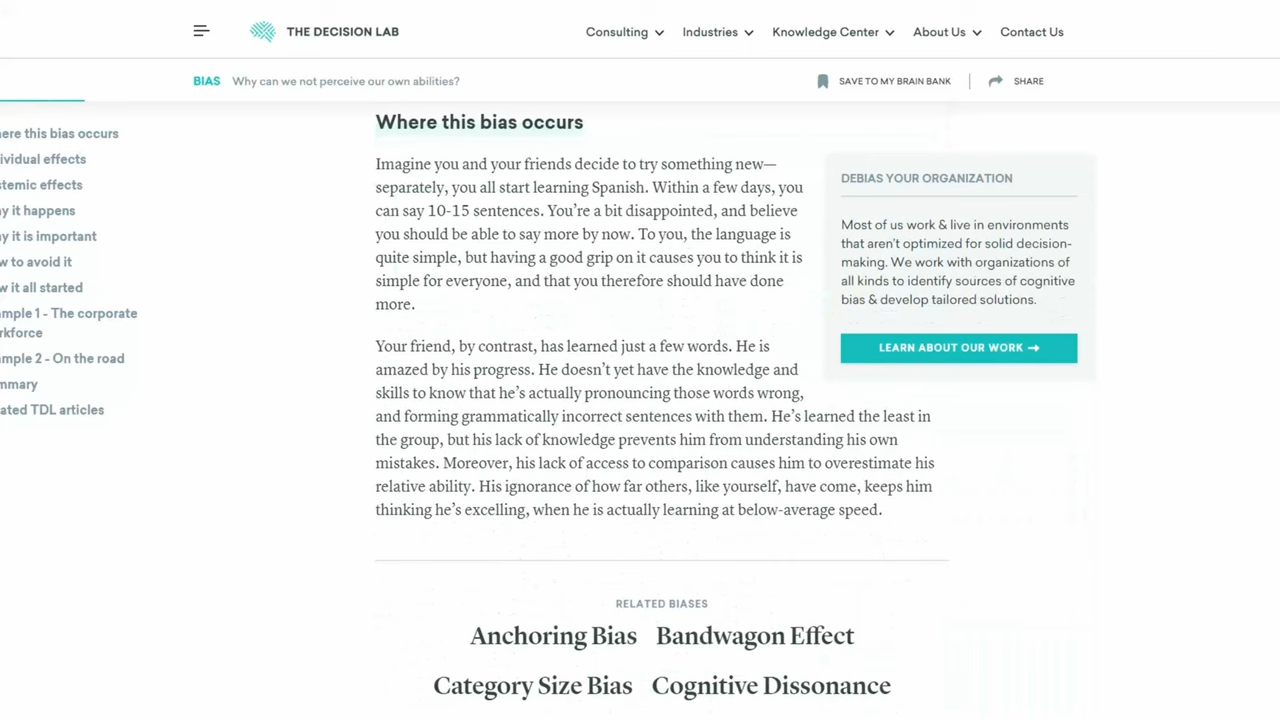 THE DECISION LAB
Consulting
Industries
Knowledge Center
About Us
Contact Us
BIAS Why can we not perceive our own abilities?
SAVE TO MY BRAIN BANK
SHARE
ere this bias occurs
ividual effects
temic effects
y it happens
y it is important
w to avoid it
w it all started
mple 1 - The corporate
rkforce
mple 2 - On the road
mmary
ated TDL articles
Where this bias occurs
Imagine you and your friends decide to try something new—
separately, you all start learning Spanish. Within a few days, you
can say 10-15 sentences. You’re a bit disappointed, and believe
you should be able to say more by now. To you, the language is
quite simple, but having a good grip on it causes you to think it is
simple for everyone, and that you therefore should have done
more.
Your friend, by contrast, has learned just a few words. He is
amazed by his progress. He doesn’t yet have the knowledge and
skills to know that he’s actually pronouncing those words wrong,
and forming grammatically incorrect sentences with them. He’s learned the least in
the group, but his lack of knowledge prevents him from understanding his own
mistakes. Moreover, his lack of access to comparison causes him to overestimate his
relative ability. His ignorance of how far others, like yourself, have come, keeps him
thinking he’s excelling, when he is actually learning at below-average speed.
DEBIAS YOUR ORGANIZATION
Most of us work & live in environments
that aren’t optimized for solid decision-
making. We work with organizations of
all kinds to identify sources of cognitive
bias & develop tailored solutions.
LEARN ABOUT OUR WORK →
RELATED BIASES
Anchoring Bias Bandwagon Effect
Category Size Bias Cognitive Dissonance